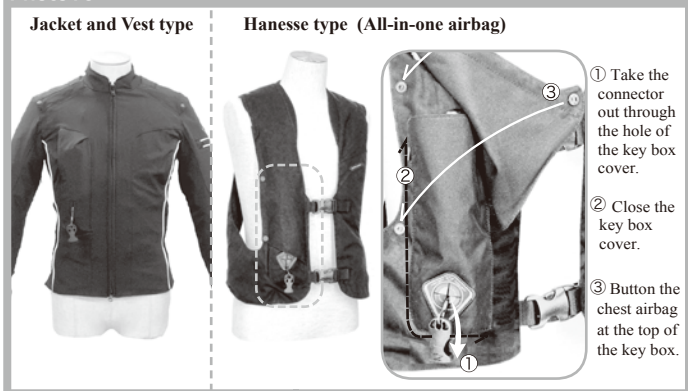 Jacket and Vest type
Hanesse type (All-in-one airbag)
③
②
①
① Take the
connector
out through
the hole of
the key box
cover.
② Close the
key box
cover.
③ Button the
chest airbag
at the top of
the key box.